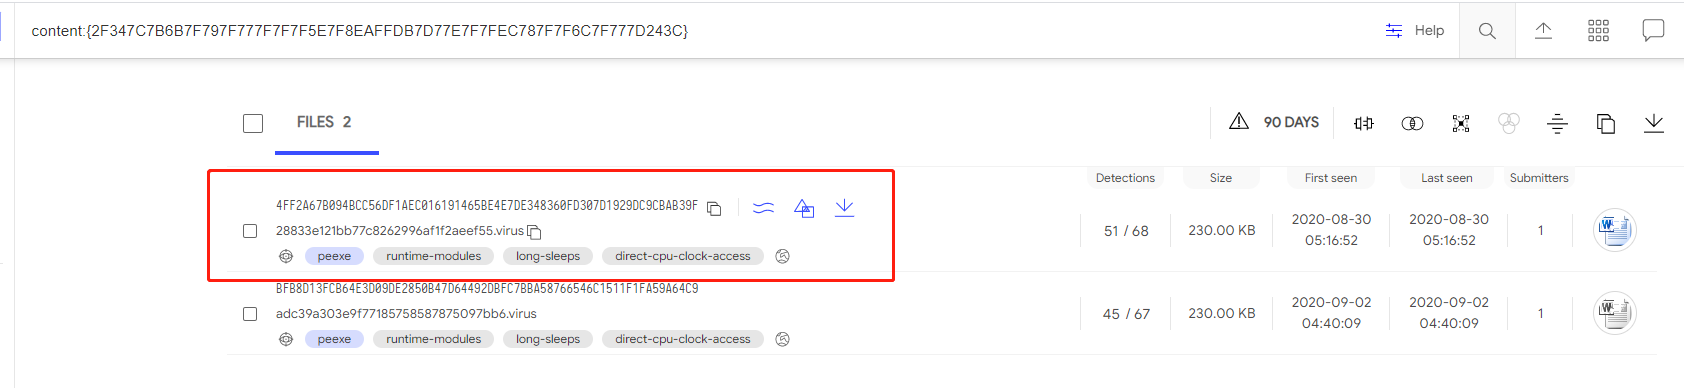 content:{2F347C7B6B7F797F777F7F7F5E7F8EAFFDB7D77E7F7FEC787F7F6C7F777D243C}
Help
FILES 2
90 DAYS
Detections Size First seen Last seen Submitters
4FF2A67B094BCC56DF1AEC016191465BE4E7DE348360FD307D1929DC9CBAB39F
28833e121bb77c8262996af1f2aeef55.virus
peexe runtime-modules long-sleeps direct-cpu-clock-access
51 / 68 230.00 KB 2020-08-30 05:16:52 2020-08-30 05:16:52 1
BFB8D13FCB64E3D09DE2850B47D64492DBFC7BBA58766546C1511F1FA59A64C9
adc39a303e9f77185758587875097bb6.virus
peexe runtime-modules long-sleeps direct-cpu-clock-access
45 / 67 230.00 KB 2020-09-02 04:40:09 2020-09-02 04:40:09 1